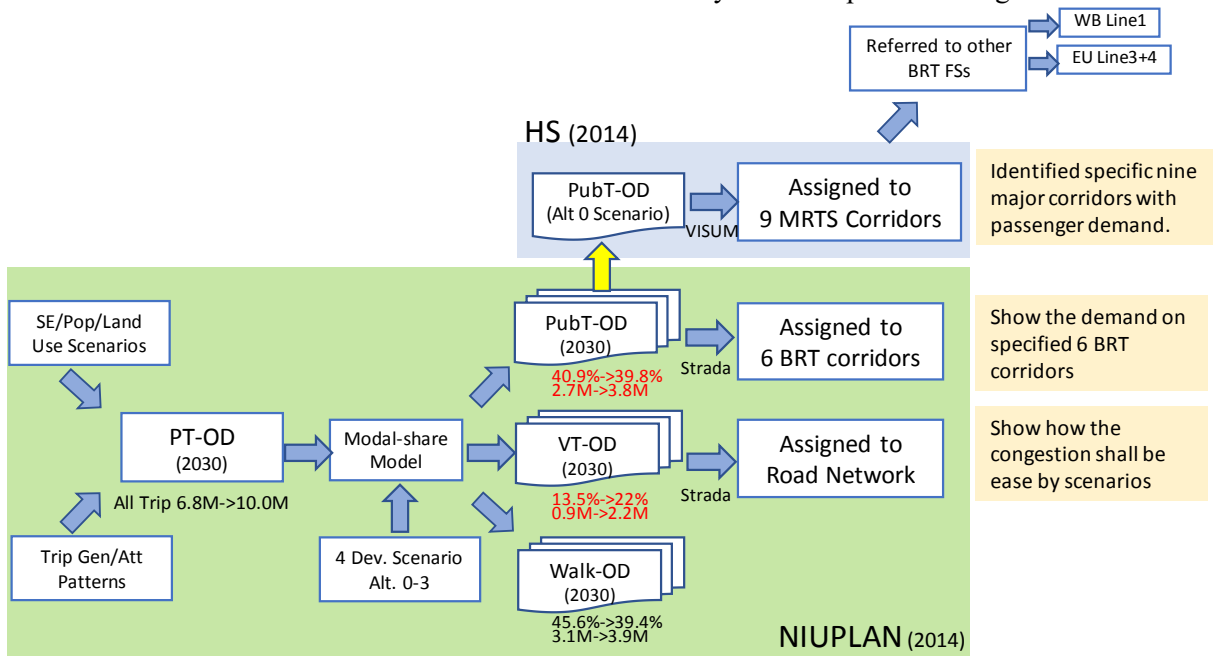 WB Line1
Referred to other
BRT FSs
EU Line3+4
HS (2014)
PubT-OD
(Alt 0 Scenario)
VISUM
Assigned to
9 MRTS Corridors
Identified specific nine
major corridors with
passenger demand.
SE/Pop/Land
Use Scenarios
PubT-OD
(2030)
40.9%->39.8%
2.7M->3.8M
Strada
Assigned to
6 BRT corridors
Show the demand on
specified 6 BRT
corridors
PT-OD
(2030)
All Trip 6.8M->10.0M
Modal-share
Model
VT-OD
(2030)
13.5%->22%
0.9M->2.2M
Strada
Assigned to
Road Network
Show how the
congestion shall be
ease by scenarios
Trip Gen/Att
Patterns
4 Dev. Scenario
Alt. 0-3
Walk-OD
(2030)
45.6%->39.4%
3.1M->3.9M
NIUPLAN (2014)